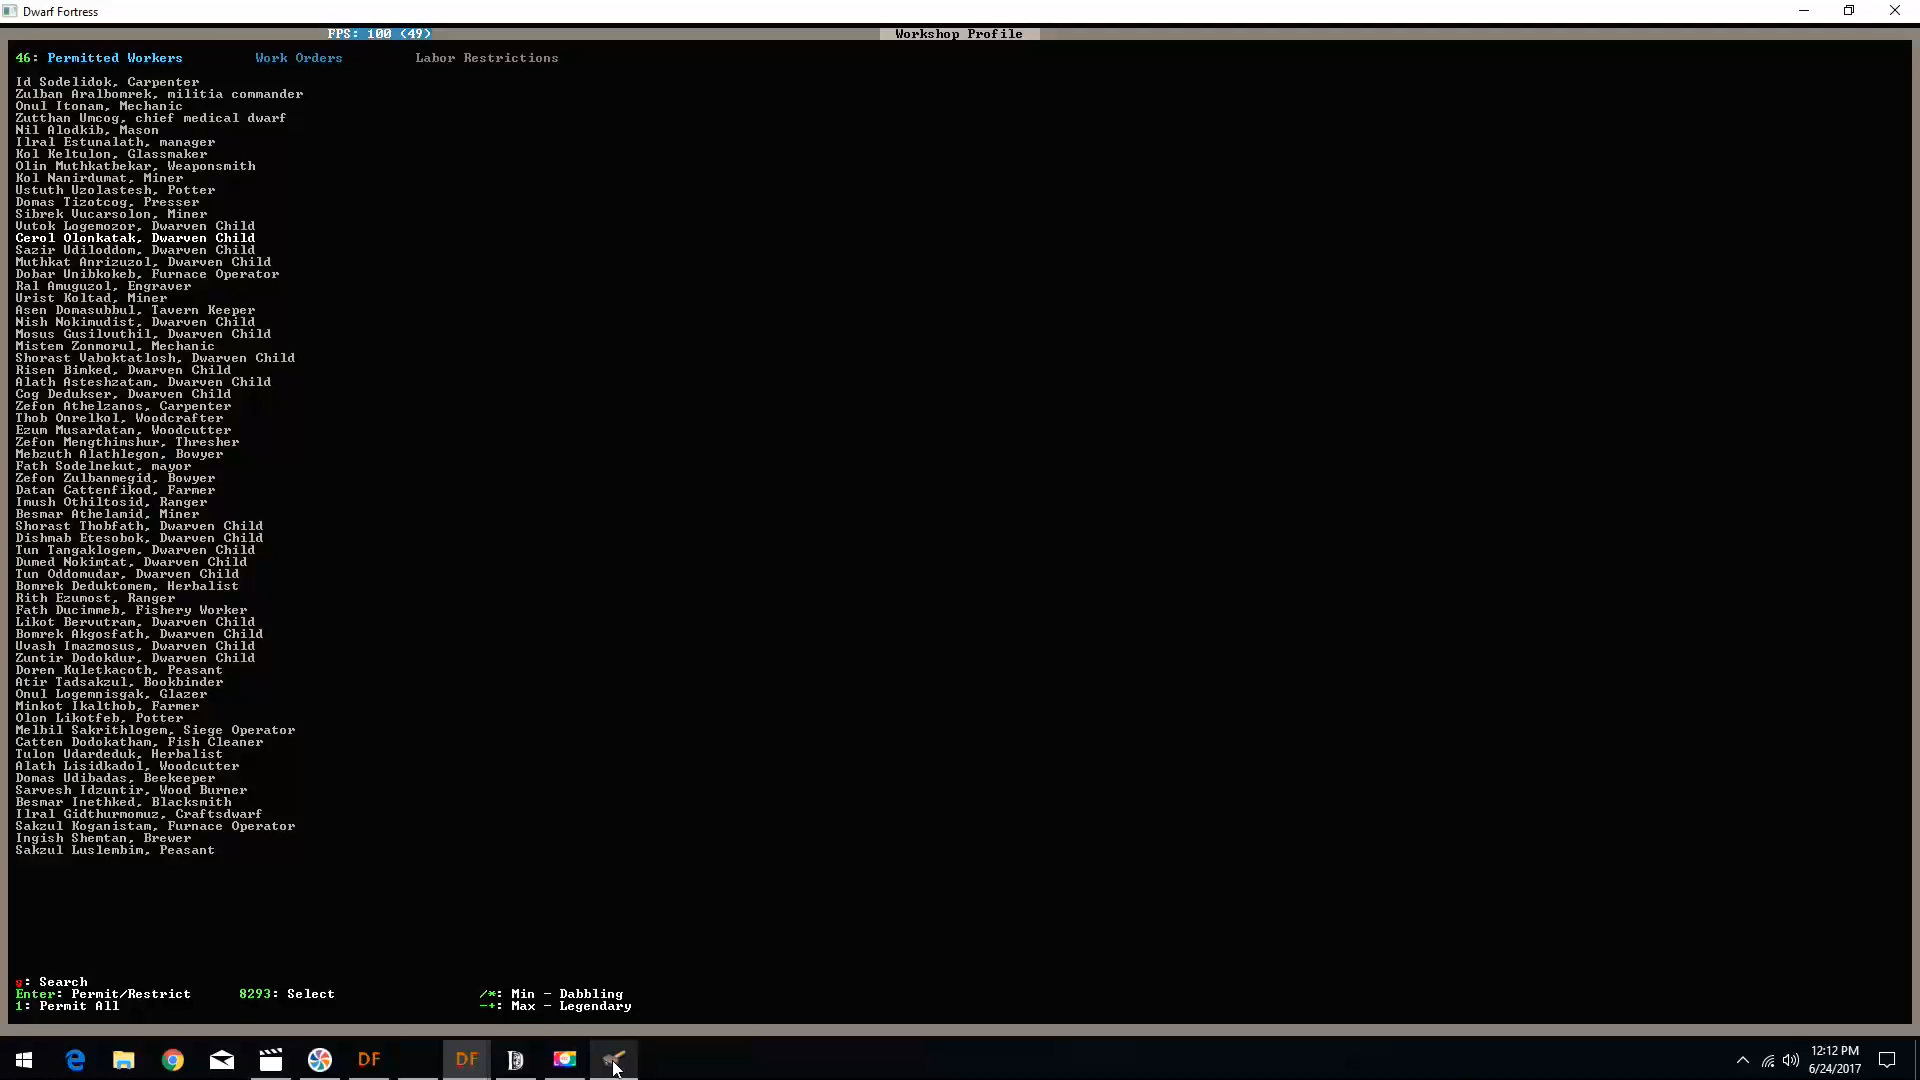 Dwarf Fortress
FPS: 100 (49)
Workshop Profile
46: Permitted Workers Work Orders Labor Restrictions
Id Sodelidok, Carpenter
Zulban Aralbomrek, militia commander
Onul Itonam, Mechanic
Zutthan Umcog, chief medical dwarf
Nil Alodkib, Mason
Ilral Estunalath, manager
Kol Keltulon, Glassmaker
Olin Muthkatbekar, Weaponsmith
Kol Nanirdumat, Miner
Ustuth Uzolastesh, Potter
Domas Tizotcog, Presser
Sibrek Vucarsolon, Miner
Vutok Logemozor, Dwarven Child
Cerol Olonkatak, Dwarven Child
Sazir Udiloddom, Dwarven Child
Muthkat Anrizuzol, Dwarven Child
Dobar Unibkokeb, Furnace Operator
Ral Amuguzol, Engraver
Urist Koltad, Miner
Asen Domasubbul, Tavern Keeper
Nish Nokimudist, Dwarven Child
Mosus Gusilvuthil, Dwarven Child
Mistem Zonmorul, Mechanic
Shorast Vaboktatlosh, Dwarven Child
Risen Bimked, Dwarven Child
Alath Asteshzatam, Dwarven Child
Cog Dedukser, Dwarven Child
Zefon Athelzanos, Carpenter
Thob Onrelkol, Woodcrafter
Ezum Musardatan, Woodcutter
Zefon Mengthimshur, Thresher
Mebzuth Alathlegon, Bowyer
Fath Sodelnekut, mayor
Zefon Zulbanmegid, Bowyer
Datan Cattenfikod, Farmer
Imush Othiltosid, Ranger
Besmar Athelamid, Miner
Shorast Thobfath, Dwarven Child
Dishmab Etesobok, Dwarven Child
Tun Tangaklogem, Dwarven Child
Dumed Nokimtat, Dwarven Child
Tun Oddomudar, Dwarven Child
Bomrek Deduktomem, Herbalist
Rith Ezumost, Ranger
Fath Ducimmeb, Fishery Worker
Likot Bervutram, Dwarven Child
Bomrek Akgosfath, Dwarven Child
Uvash Imazmosus, Dwarven Child
Zuntir Dodokdur, Dwarven Child
Doren Kuletkacoth, Peasant
Atir Tadsakzul, Bookbinder
Onul Logemnisgak, Glazer
Minkot Ikalthob, Farmer
Olon Likotfeb, Potter
Melbil Sakrithlogem, Siege Operator
Catten Dodokatham, Fish Cleaner
Tulon Udardeduk, Herbalist
Alath Lisidkadol, Woodcutter
Domas Udibadas, Beekeeper
Sarvesh Idzuntir, Wood Burner
Besmar Inethked, Blacksmith
Ilral Gidthurmomuz, Craftsdwarf
Sakzul Koganistam, Furnace Operator
Ingish Shemtan, Brewer
Sakzul Luslembim, Peasant
s: Search
Enter: Permit/Restrict 8293: Select /*: Min - Dabbling
1: Permit All -+: Max - Legendary
DF DF
12:12 PM
6/24/2017